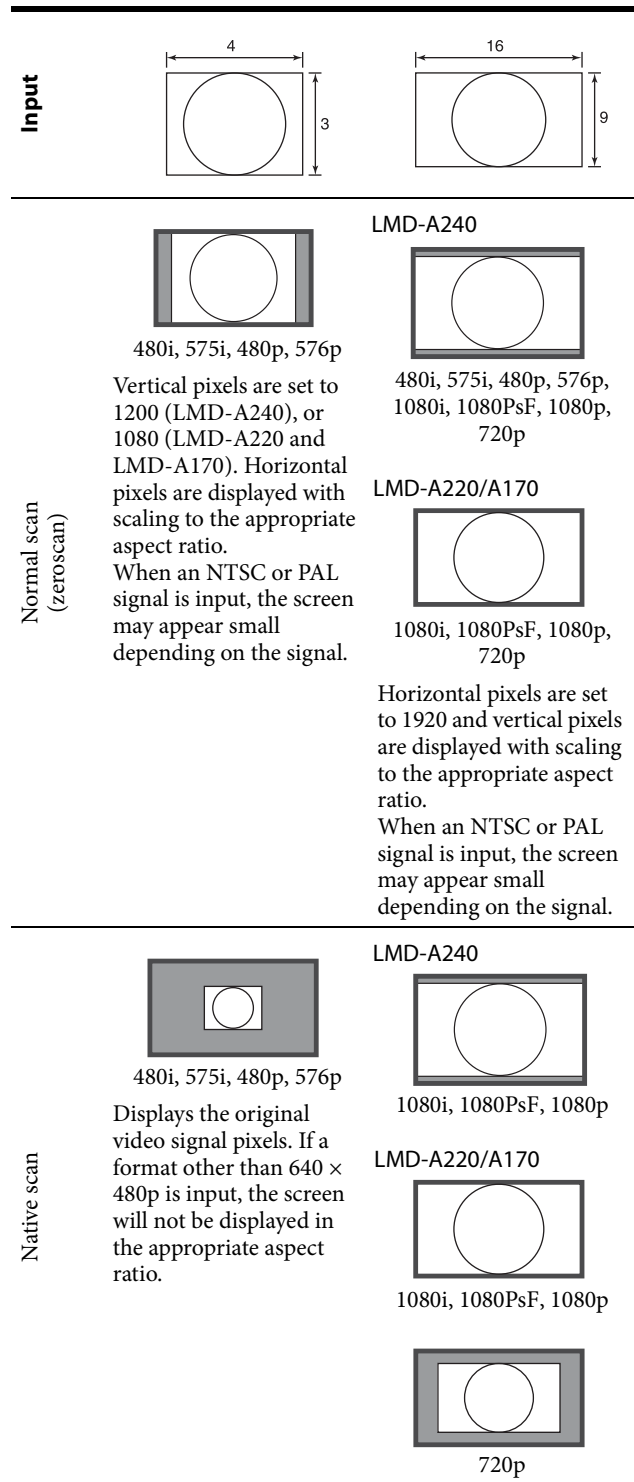 Input
4
3
16
9
Normal scan
(zeroscan)
480i, 575i, 480p, 576p
Vertical pixels are set to
1200 (LMD-A240), or
1080 (LMD-A220 and
LMD-A170). Horizontal
pixels are displayed with
scaling to the appropriate
aspect ratio.
When an NTSC or PAL
signal is input, the screen
may appear small
depending on the signal.
LMD-A240
480i, 575i, 480p, 576p,
1080i, 1080PsF, 1080p,
720p
LMD-A220/A170
1080i, 1080PsF, 1080p,
720p
Horizontal pixels are set
to 1920 and vertical pixels
are displayed with scaling
to the appropriate aspect
ratio.
When an NTSC or PAL
signal is input, the screen
may appear small
depending on the signal.
Native scan
480i, 575i, 480p, 576p
Displays the original
video signal pixels. If a
format other than 640 ×
480p is input, the screen
will not be displayed in
the appropriate aspect
ratio.
LMD-A240
1080i, 1080PsF, 1080p
LMD-A220/A170
1080i, 1080PsF, 1080p
720p